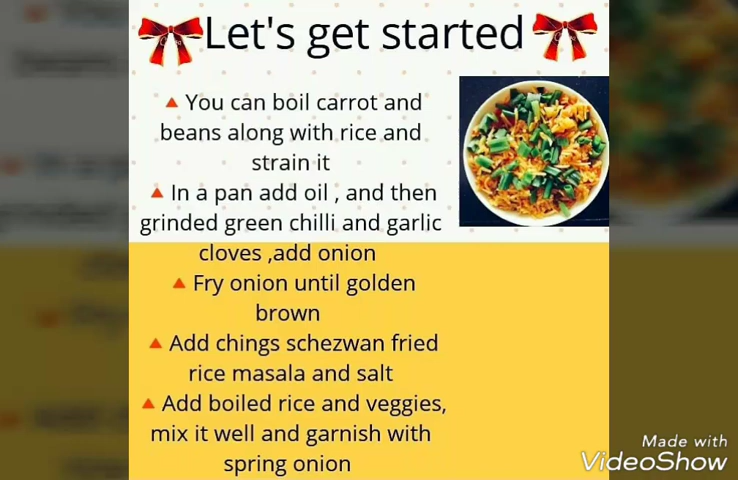 Let's get started
🔺You can boil carrot and
beans along with rice and
strain it
🔺In a pan add oil , and then
grinded green chilli and garlic
cloves ,add onion
🔺Fry onion until golden
brown
🔺Add chings schezwan fried
rice masala and salt
🔺Add boiled rice and veggies,
mix it well and garnish with
spring onion
Made with
VideoShow